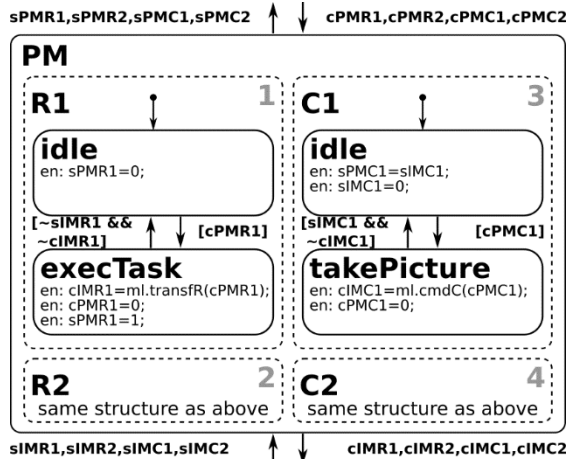 sPMR1,sPMR2,sPMC1,sPMC2
cPMR1,cPMR2,cPMC1,cPMC2
PM
R1
1
idle
en: sPMR1=0;
[~sIMR1 &&
~cIMR1]
[cPMR1]
execTask
en: cIMR1=ml.transfR(cPMR1);
en: cPMR1=0;
en: sPMR1=1;
C1
3
idle
en: sPMC1=sIMC1;
en: sIMC1=0;
[sIMC1 &&
~cIMC1]
[cPMC1]
takePicture
en: cIMC1=ml.cmdC(cPMC1);
en: cPMC1=0;
R2
2
same structure as above
C2
4
same structure as above
sIMR1,sIMR2,sIMC1,sIMC2
cIMR1,cIMR2,cIMC1,cIMC2